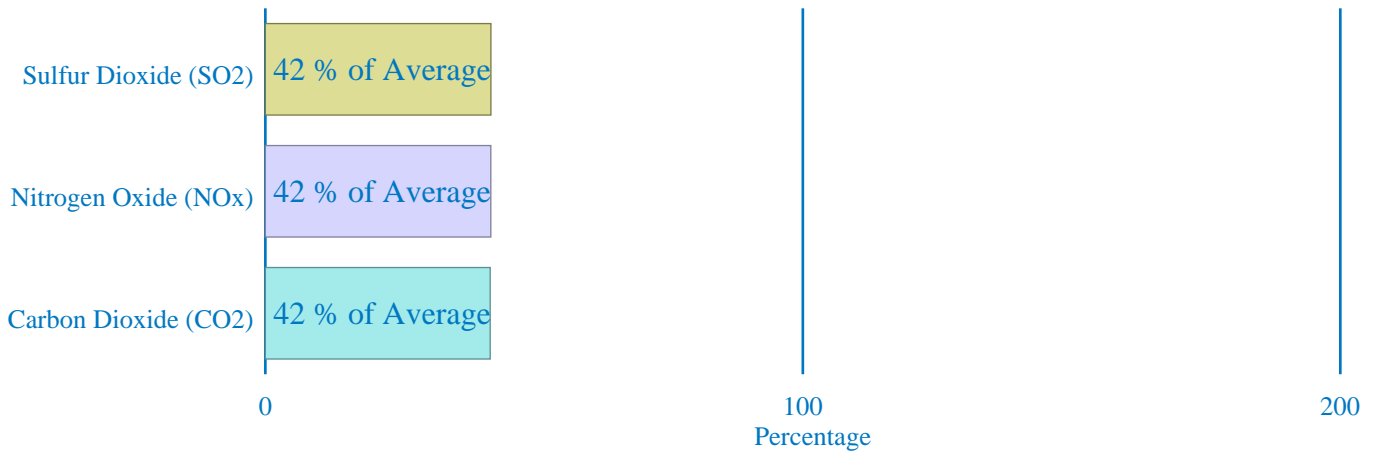 Sulfur Dioxide (SO2)
42 % of Average
Nitrogen Oxide (NOx)
42 % of Average
Carbon Dioxide (CO2)
42 % of Average
0
100
200
Percentage